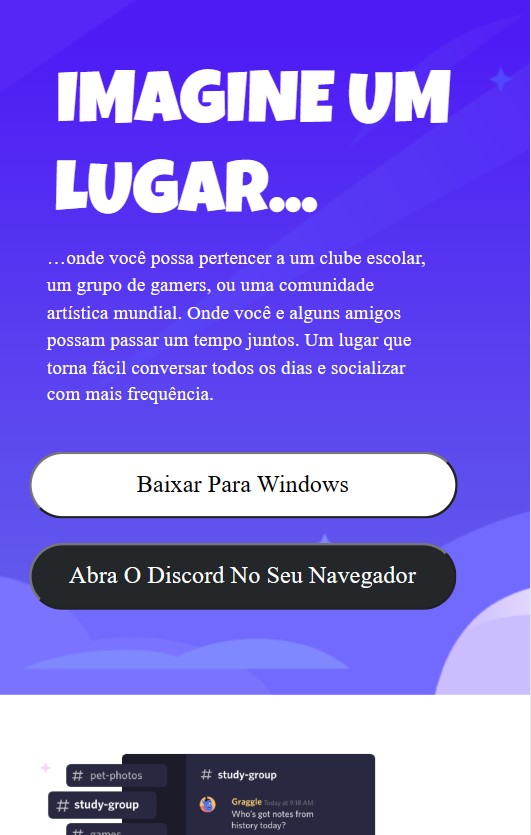 IMAGINE UM
LUGAR...
…onde você possa pertencer a um clube escolar,
um grupo de gamers, ou uma comunidade
artística mundial. Onde você e alguns amigos
possam passar um tempo juntos. Um lugar que
torna fácil conversar todos os dias e socializar
com mais frequência.
Baixar Para Windows
Abra O Discord No Seu Navegador
# pet-photos
# study-group
# games
# study-group
Graggle Today at 9:18 AM
Who's got notes from
history today?